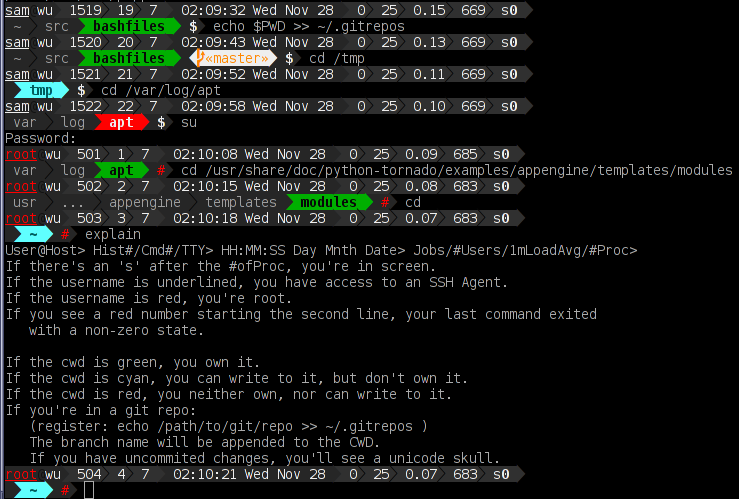 sam wu 1519 19 7 02:09:32 Wed Nov 28 0 25 0.15 669 s0
~ src bashfiles $ echo $PWD >> ~/.gitrepos
sam wu 1520 20 7 02:09:43 Wed Nov 28 0 25 0.13 669 s0
~ src bashfiles «master» $ cd /tmp
sam wu 1521 21 7 02:09:52 Wed Nov 28 0 25 0.11 669 s0
tmp $ cd /var/log/apt
sam wu 1522 22 7 02:09:58 Wed Nov 28 0 25 0.10 669 s0
var log apt $ su
Password:
root wu 501 1 7 02:10:08 Wed Nov 28 0 25 0.09 685 s0
var log apt # cd /usr/share/doc/python-tornado/examples/appengine/templates/modules
root wu 502 2 7 02:10:15 Wed Nov 28 0 25 0.08 683 s0
usr ... appengine templates modules # cd
root wu 503 3 7 02:10:18 Wed Nov 28 0 25 0.07 683 s0
~ # explain
User@Host> Hist#/Cmd#/TTY> HH:MM:SS Day Mnth Date> Jobs/#Users/1mLoadAvg/#Proc>
If there's an 's' after the #ofProc, you're in screen.
If the username is underlined, you have access to an SSH Agent.
If the username is red, you're root.
If you see a red number starting the second line, your last command exited
with a non-zero state.
If the cwd is green, you own it.
If the cwd is cyan, you can write to it, but don't own it.
If the cwd is red, you neither own, nor can write to it.
If you're in a git repo:
(register: echo /path/to/git/repo >> ~/.gitrepos )
The branch name will be appended to the CWD.
If you have uncommited changes, you'll see a unicode skull.
root wu 504 4 7 02:10:21 Wed Nov 28 0 25 0.07 683 s0
~ #